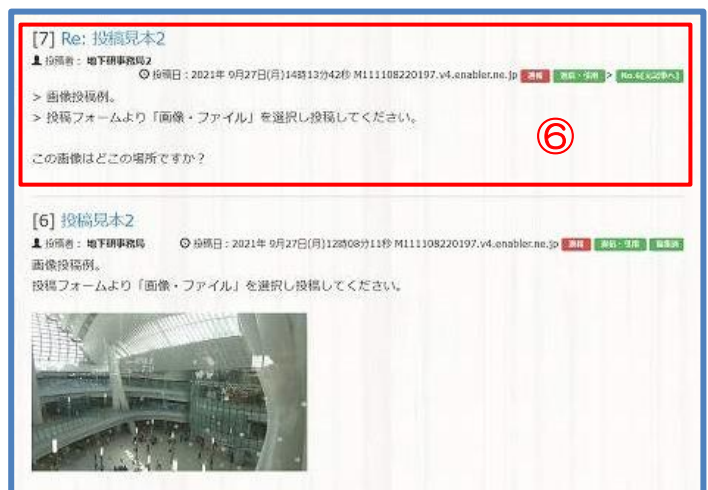 [7] Re: 投稿見本2
投稿者： 地下研事務局2
投稿日：2021年 9月27日(月)14時13分42秒 M111108220197.v4.enabler.ne.jp 通報 返信・引用 > No.6[元記事へ]
> 画像投稿例。
> 投稿フォームより「画像・ファイル」を選択し投稿してください。
この画像はどこの場所ですか？
⑥
[6] 投稿見本2
投稿者： 地下研事務局 投稿日：2021年 9月27日(月)12時08分11秒 M111108220197.v4.enabler.ne.jp 通報 返信・引用 編集済
画像投稿例。
投稿フォームより「画像・ファイル」を選択し投稿してください。